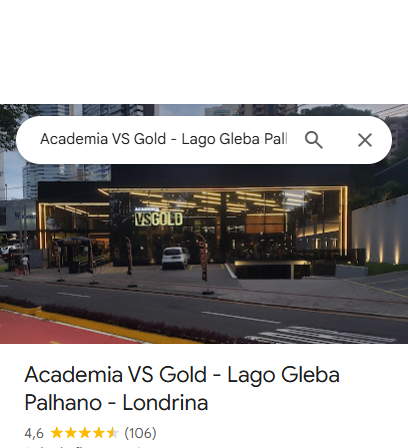 Academia VS Gold - Lago Gleba Pall
ACADEMIA
VSGOLD
Academia VS Gold - Lago Gleba
Palhano - Londrina
4,6 (106)